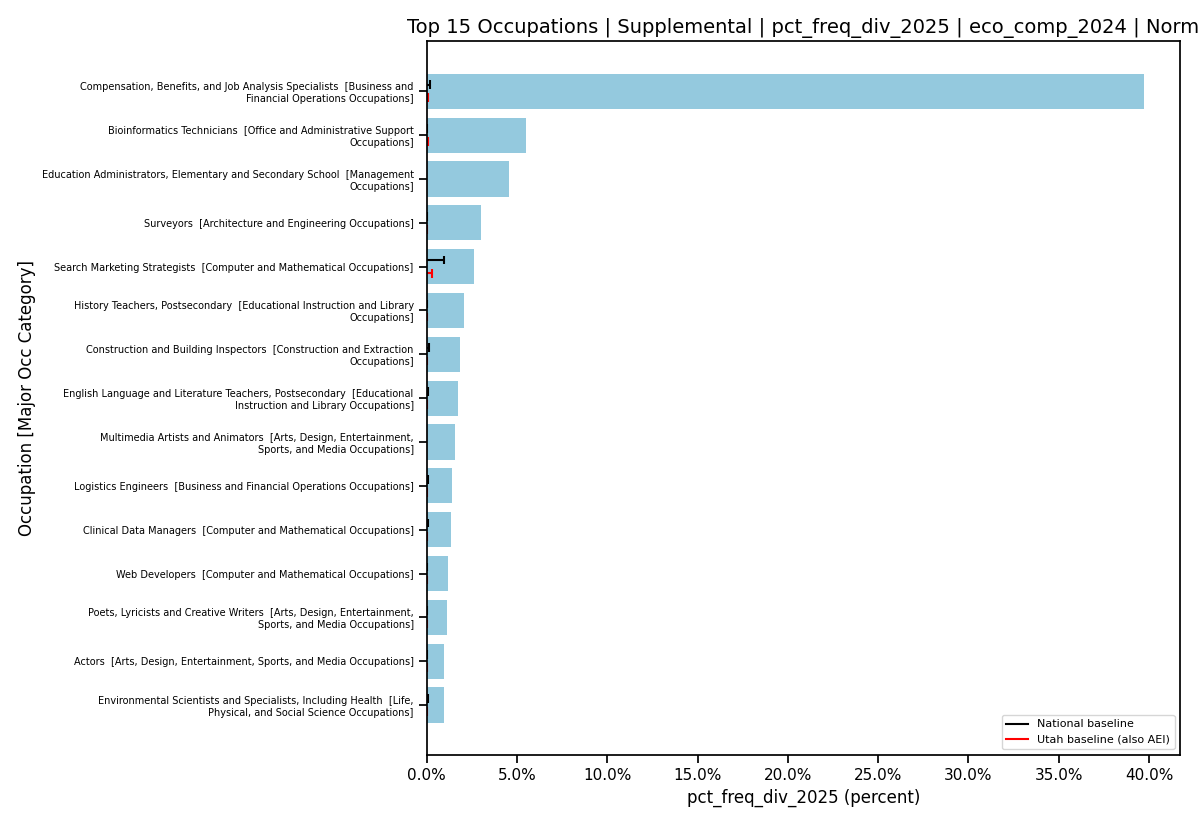 Top 15 Occupations | Supplemental | pct_freq_div_2025 | eco_comp_2024 | Norm
Occupation [Major Occ Category]
Compensation, Benefits, and Job Analysis Specialists  [Business and
Financial Operations Occupations]
Bioinformatics Technicians  [Office and Administrative Support
Occupations]
Education Administrators, Elementary and Secondary School  [Management
Occupations]
Surveyors  [Architecture and Engineering Occupations]
Search Marketing Strategists  [Computer and Mathematical Occupations]
History Teachers, Postsecondary  [Educational Instruction and Library
Occupations]
Construction and Building Inspectors  [Construction and Extraction
Occupations]
English Language and Literature Teachers, Postsecondary  [Educational
Instruction and Library Occupations]
Multimedia Artists and Animators  [Arts, Design, Entertainment,
Sports, and Media Occupations]
Logistics Engineers  [Business and Financial Operations Occupations]
Clinical Data Managers  [Computer and Mathematical Occupations]
Web Developers  [Computer and Mathematical Occupations]
Poets, Lyricists and Creative Writers  [Arts, Design, Entertainment,
Sports, and Media Occupations]
Actors  [Arts, Design, Entertainment, Sports, and Media Occupations]
Environmental Scientists and Specialists, Including Health  [Life,
Physical, and Social Science Occupations]
National baseline
Utah baseline (also AEI)
0.0% 5.0% 10.0% 15.0% 20.0% 25.0% 30.0% 35.0% 40.0%
pct_freq_div_2025 (percent)